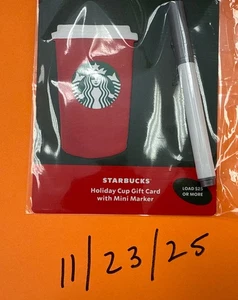 STARBUCKS
Holiday Cup Gift Card
with Mini Marker
LOAD $25
OR MORE
11/23/25